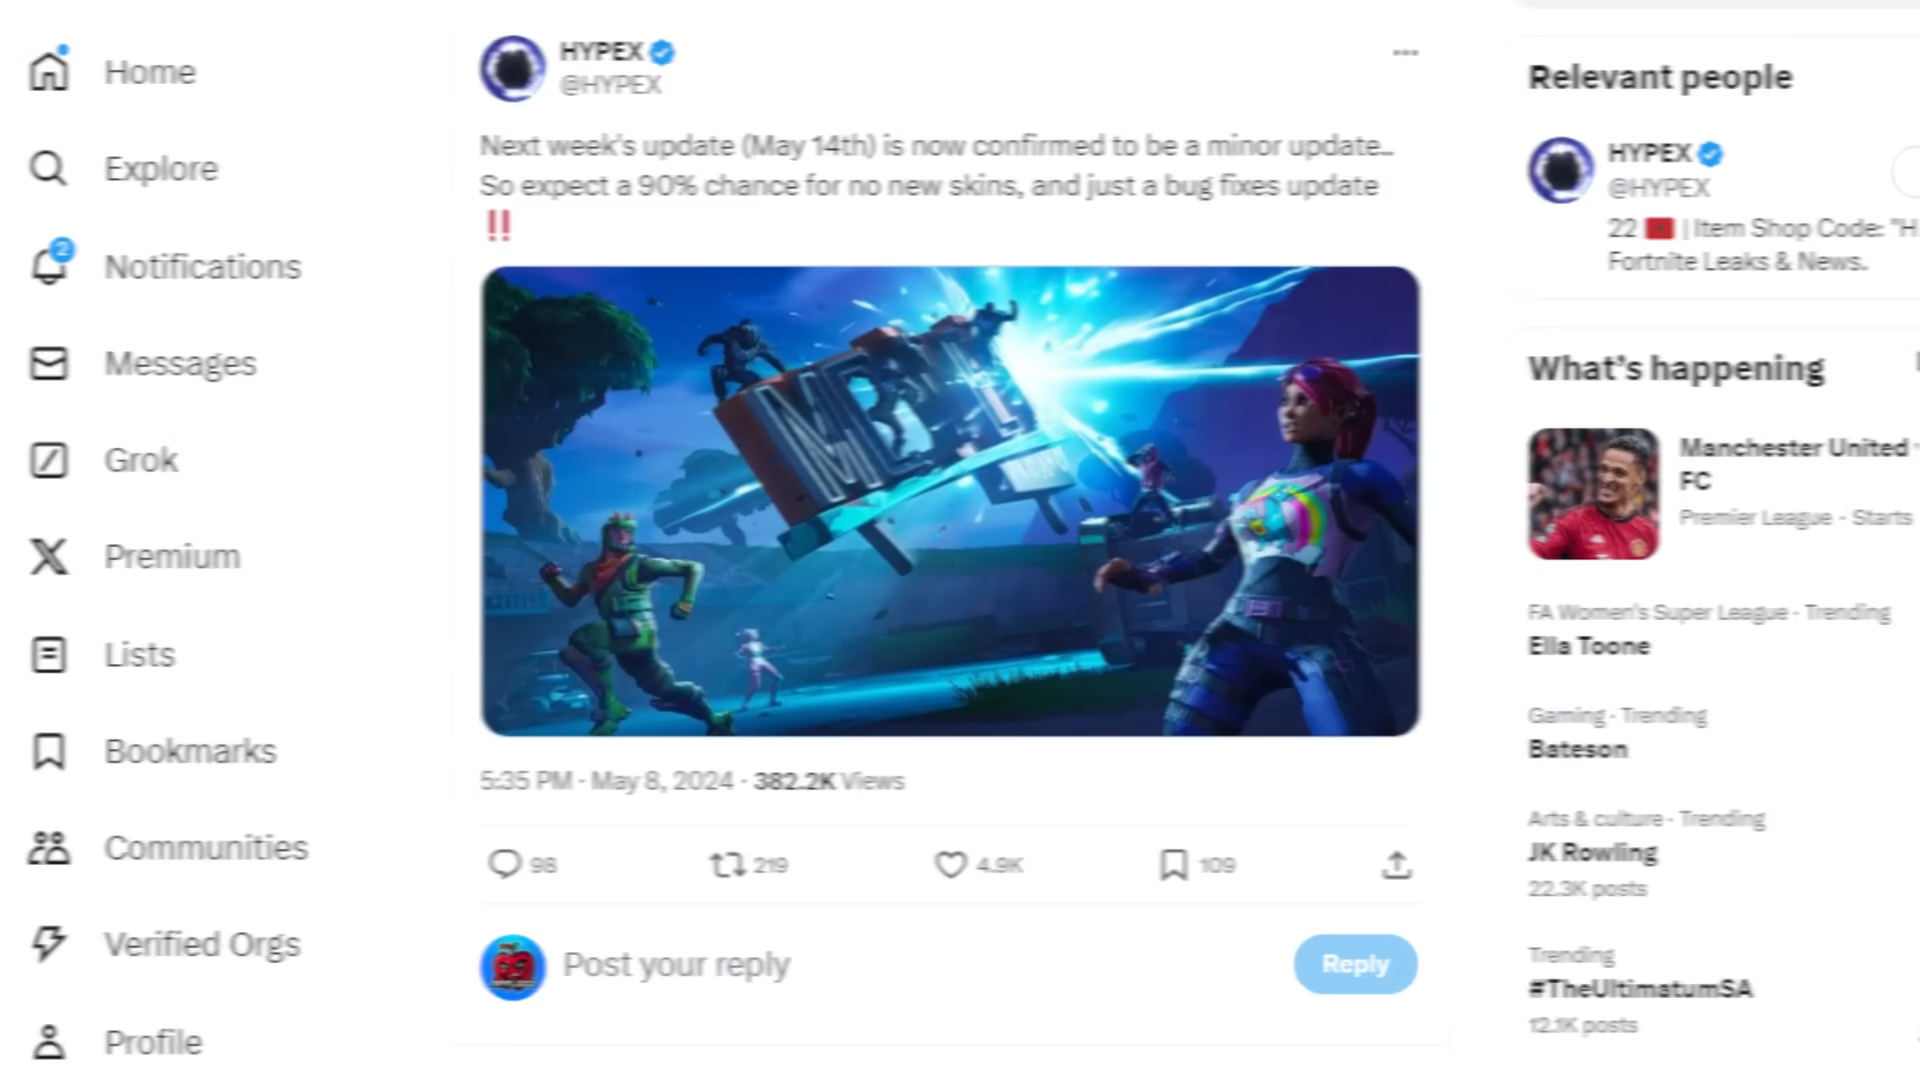 Home
Explore
2
Notifications
Messages
Grok
Premium
Lists
Bookmarks
Communities
Verified Orgs
Profile
HYPEX
@HYPEX
Next week's update (May 14th) is now confirmed to be a minor update..
So expect a 90% chance for no new skins, and just a bug fixes update
‼️
5:35 PM · May 8, 2024 · 382.2K Views
98
219
4.9K
109
Post your reply
Reply
Relevant people
HYPEX
@HYPEX
22 🇲🇦 | Item Shop Code: "H
Fortnite Leaks & News.
What's happening
Manchester United
FC
Premier League · Starts
FA Women's Super League · Trending
Ella Toone
Gaming · Trending
Bateson
Arts & culture · Trending
JK Rowling
22.3K posts
Trending
#TheUltimatumSA
12.1K posts